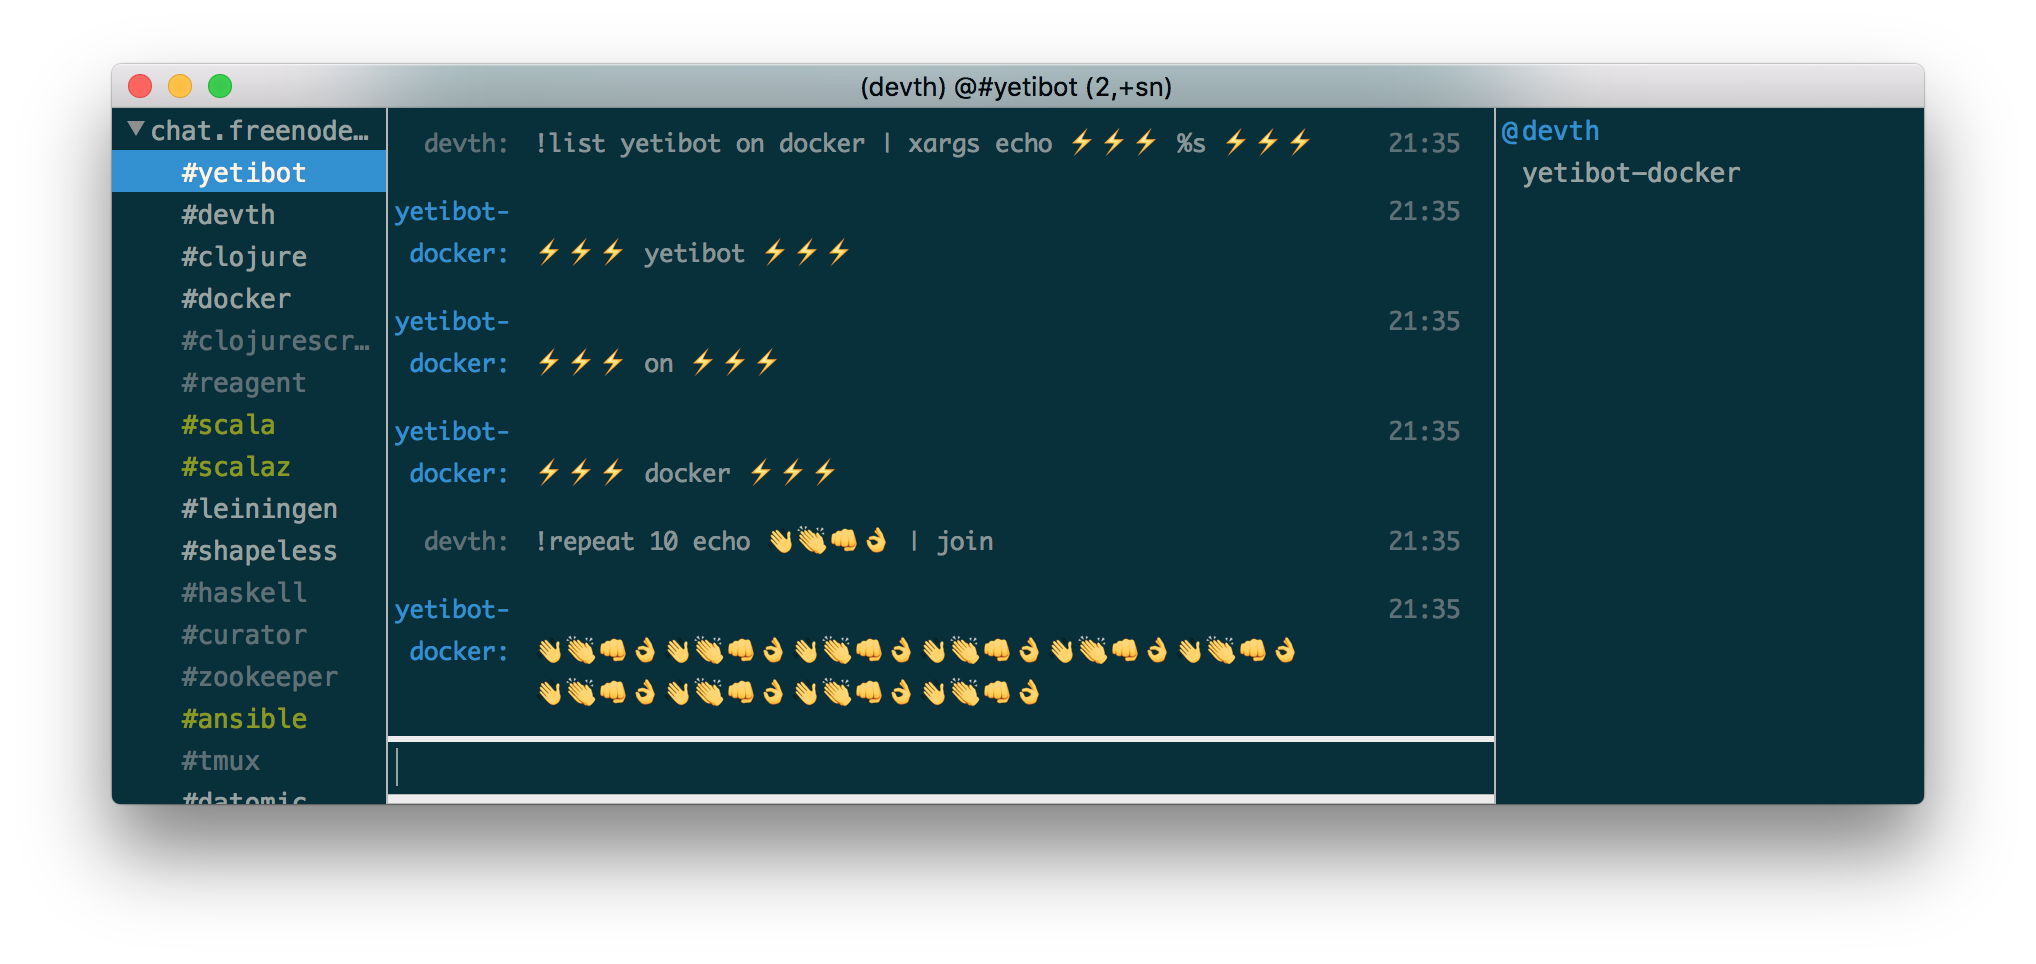 (devth) @#yetibot (2,+sn)
▼chat.freenode…
#yetibot
#devth
#clojure
#docker
#clojurescr…
#reagent
#scala
#scalaz
#leiningen
#shapeless
#haskell
#curator
#zookeeper
#ansible
#tmux
#datomic
devth: !list yetibot on docker | xargs echo ⚡⚡⚡ %s ⚡⚡⚡ 21:35
yetibot- 21:35
docker: ⚡⚡⚡ yetibot ⚡⚡⚡
yetibot- 21:35
docker: ⚡⚡⚡ on ⚡⚡⚡
yetibot- 21:35
docker: ⚡⚡⚡ docker ⚡⚡⚡
devth: !repeat 10 echo 👋👏👊👌 | join 21:35
yetibot- 21:35
docker: 👋👏👊👌👋👏👊👌👋👏👊👌👋👏👊👌👋👏👊👌👋👏👊👌
👋👏👊👌👋👏👊👌👋👏👊👌👋👏👊👌
@devth
yetibot-docker